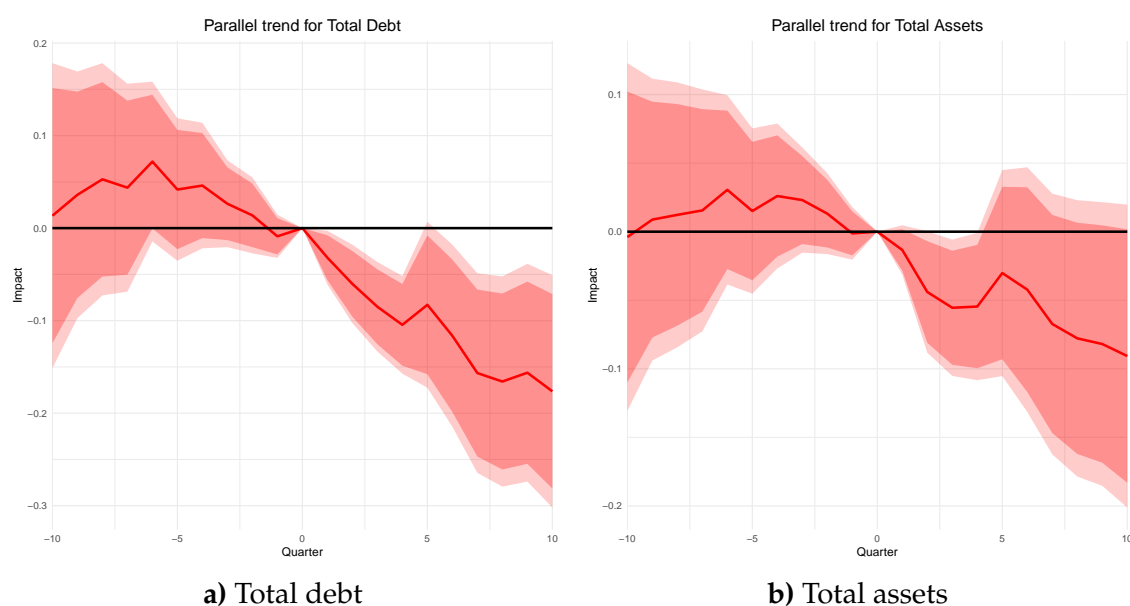 Parallel trend for Total Debt
0.2
0.1
0.0
−0.1
−0.2
−0.3
Impact
−10
−5
0
5
10
Quarter
a) Total debt
Parallel trend for Total Assets
0.1
0.0
−0.1
−0.2
Impact
−10
−5
0
5
10
Quarter
b) Total assets